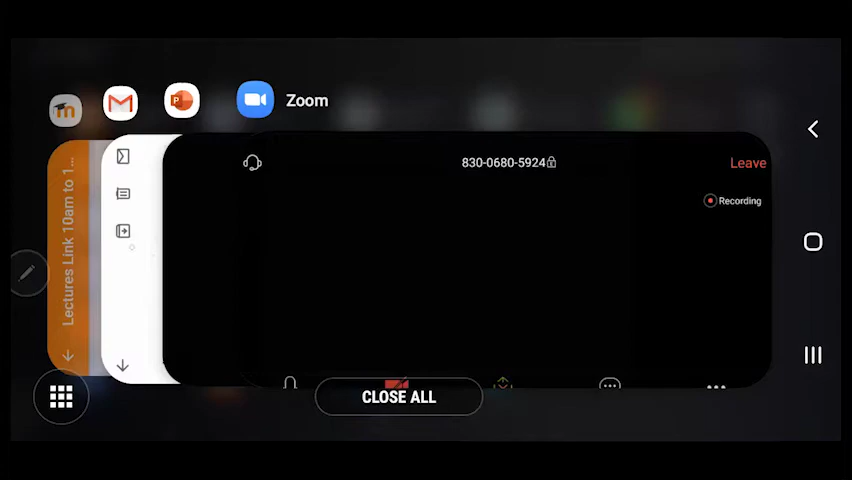 Zoom
830-0680-5924
Leave
Recording
Lectures Link 10am to 1...
CLOSE ALL